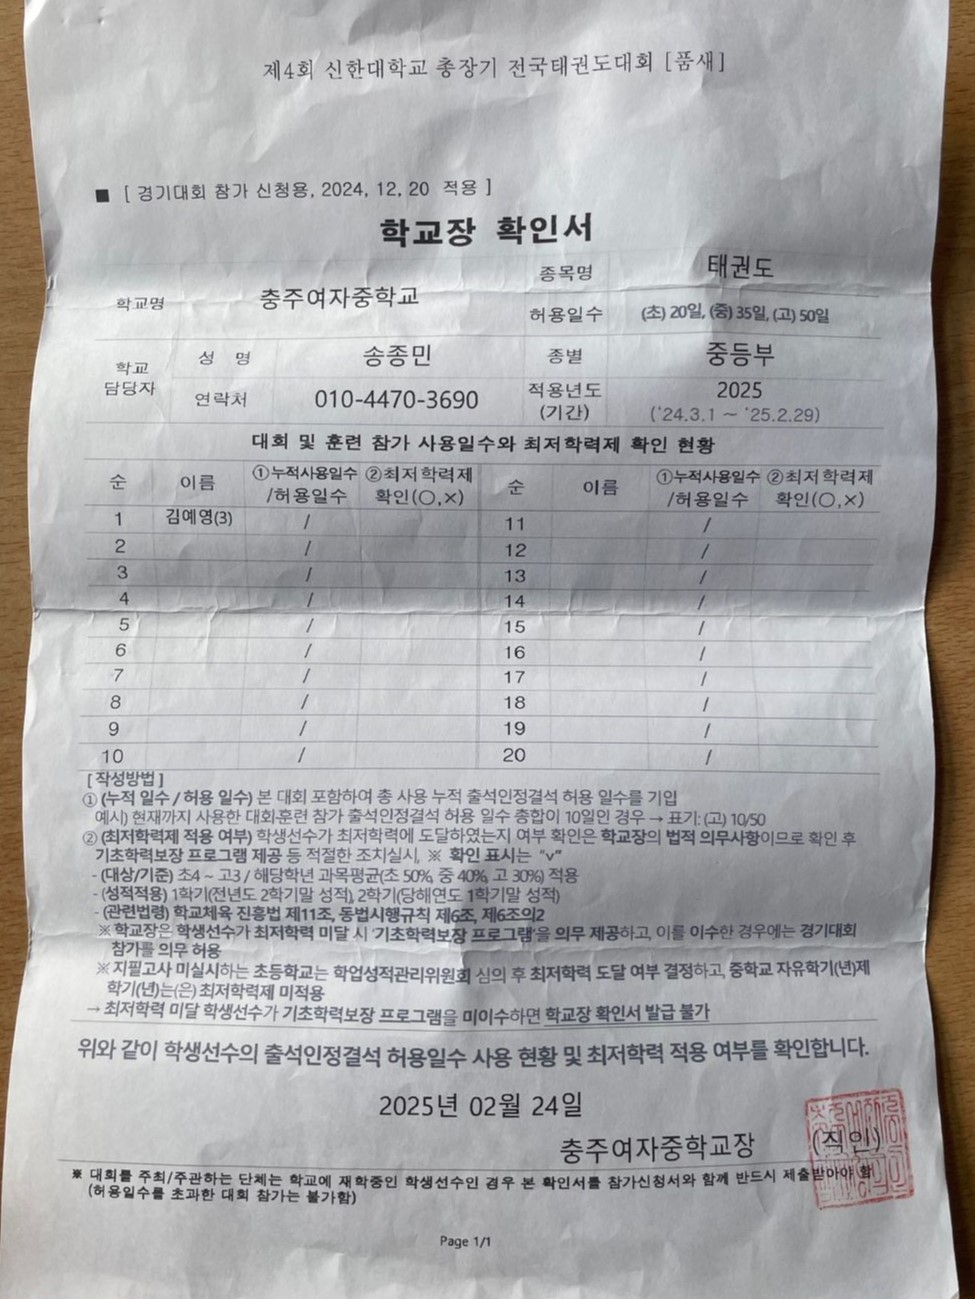 제4회 신한대학교 총장기 전국태권도대회 [품새]
■ [ 경기대회 참가 신청용, 2024, 12, 20 적용 ]
학교장 확인서
학교명 충주여자중학교 종목명 태권도
허용일수 (초) 20일, (중) 35일, (고) 50일
학교 담당자 성 명 송종민 종별 중등부
연락처 010-4470-3690 적용년도 (기간) 2025 ('24.3.1 ~ '25.2.29)
대회 및 훈련 참가 사용일수와 최저학력제 확인 현황
순 이름 ①누적사용일수 /허용일수 ②최저학력제 확인(○,×) 순 이름 ①누적사용일수 /허용일수 ②최저학력제 확인(○,×)
1 김예영(3) / 11 /
2 / 12 /
3 / 13 /
4 / 14 /
5 / 15 /
6 / 16 /
7 / 17 /
8 / 18 /
9 / 19 /
10 / 20 /
[작성방법]
① (누적 일수 / 허용 일수) 본 대회 포함하여 총 사용 누적 출석인정결석 허용 일수를 기입
예시) 현재까지 사용한 대회훈련 참가 출석인정결석 허용 일수 종합이 10일인 경우 → 표기: (고) 10/50
② (최저학력제 적용 여부) 학생선수가 최저학력에 도달하였는지 여부 확인은 학교장의 법적 의무사항이므로 확인 후
기초학력보장 프로그램 제공 등 적절한 조치실시, ※ 확인 표시는 "v"
- (대상/기준) 초4 ~ 고3 / 해당학년 과목평균(초 50%, 중 40%, 고 30%) 적용
- (성적적용) 1학기(전년도 2학기말 성적), 2학기(당해연도 1학기말 성적)
- (관련법령) 학교체육 진흥법 제11조, 동법시행규칙 제6조, 제6조의2
※ 학교장은 학생선수가 최저학력 미달 시 '기초학력보장 프로그램'을 의무 제공하고, 이를 이수한 경우에는 경기대회
참가를 의무 허용
※ 지필고사 미실시하는 초등학교는 학업성적관리위원회 심의 후 최저학력 도달 여부 결정하고, 중학교 자유학기(년)제
학기(년)는(은) 최저학력제 미적용
→ 최저학력 미달 학생선수가 기초학력보장 프로그램을 미이수하면 학교장 확인서 발급 불가
위와 같이 학생선수의 출석인정결석 허용일수 사용 현황 및 최저학력 적용 여부를 확인합니다.
2025년 02월 24일
충주여자중학교장 (직인)
※ 대회를 주최/주관하는 단체는 학교에 재학중인 학생선수인 경우 본 확인서를 참가신청서와 함께 반드시 제출받아야 함
(허용일수를 초과한 대회 참가는 불가함)
Page 1/1